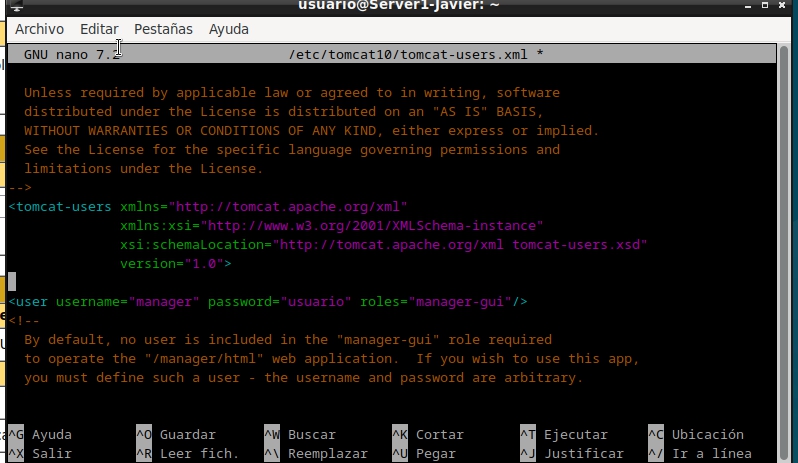 usuario@Server1-Javier: ~
Archivo Editar Pestañas Ayuda
GNU nano 7.2 /etc/tomcat10/tomcat-users.xml *
Unless required by applicable law or agreed to in writing, software
distributed under the License is distributed on an "AS IS" BASIS,
WITHOUT WARRANTIES OR CONDITIONS OF ANY KIND, either express or implied.
See the License for the specific language governing permissions and
limitations under the License.
-->
<tomcat-users xmlns="http://tomcat.apache.org/xml"
xmlns:xsi="http://www.w3.org/2001/XMLSchema-instance"
xsi:schemaLocation="http://tomcat.apache.org/xml tomcat-users.xsd"
version="1.0">
<user username="manager" password="usuario" roles="manager-gui"/>
<!--
By default, no user is included in the "manager-gui" role required
to operate the "/manager/html" web application.  If you wish to use this app,
you must define such a user - the username and password are arbitrary.
^G Ayuda ^O Guardar ^W Buscar ^K Cortar ^T Ejecutar ^C Ubicación
^X Salir ^R Leer fich. ^\ Reemplazar ^U Pegar ^J Justificar ^/ Ir a línea